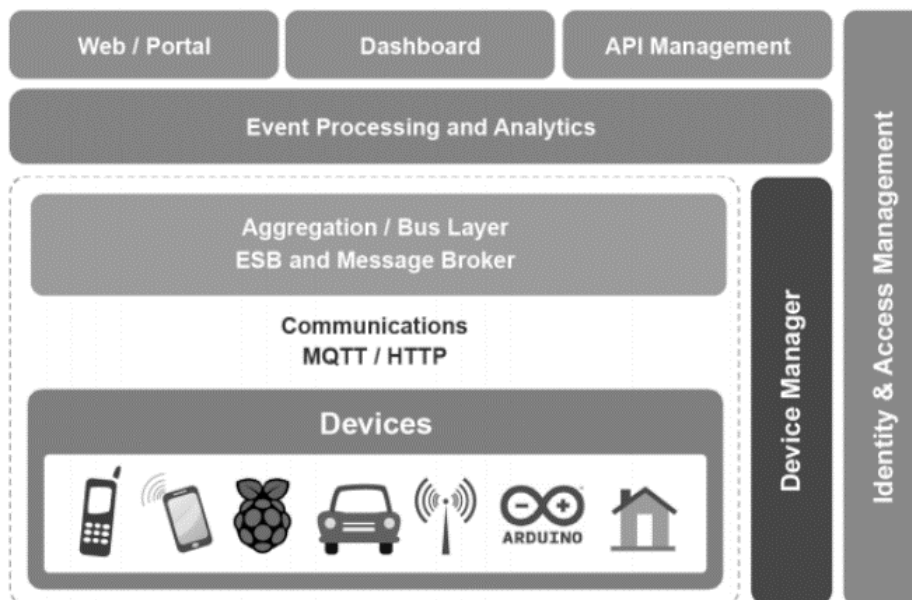 Web / Portal
Dashboard
API Management
Event Processing and Analytics
Aggregation / Bus Layer
ESB and Message Broker
Communications
MQTT / HTTP
Devices
ARDUINO
Device Manager
Identity & Access Management